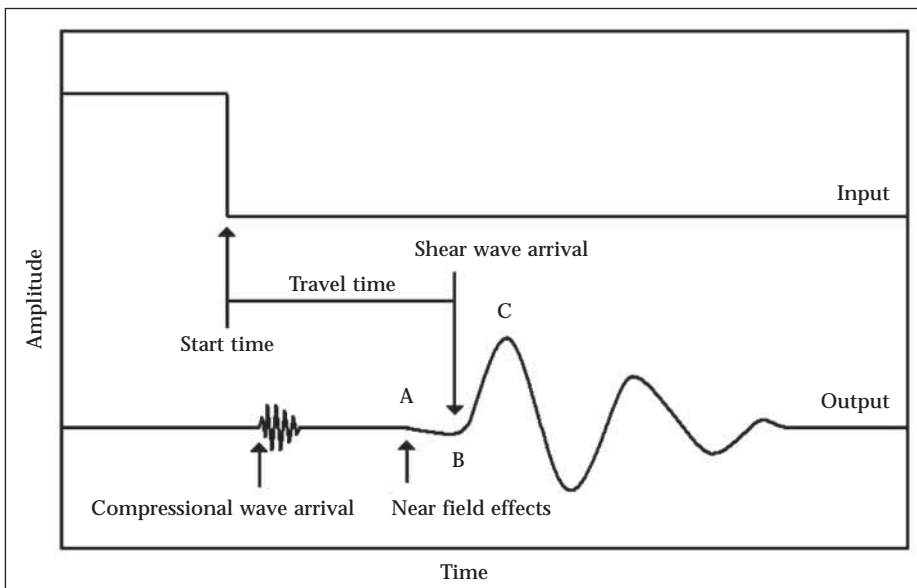 Input
Shear wave arrival
Travel time
C
Start time
A
Output
B
Compressional wave arrival
Near field effects
Amplitude
Time